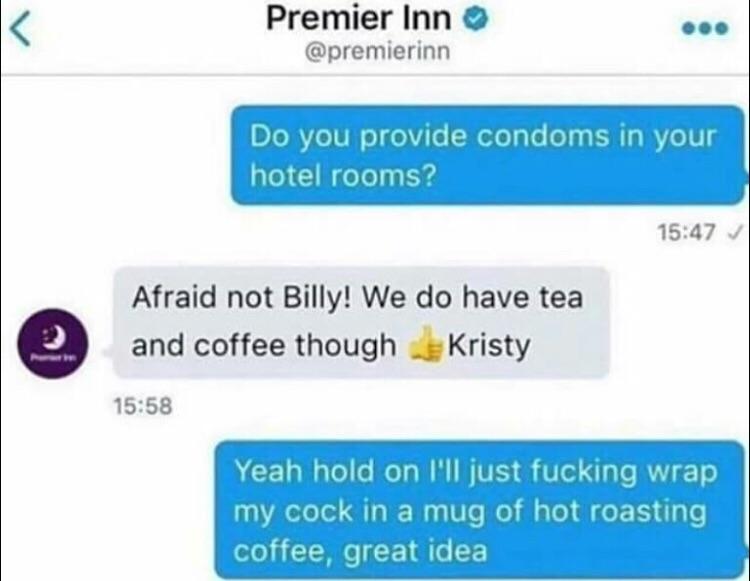 Premier Inn
@premierinn
Do you provide condoms in your
hotel rooms?
15:47 ✓
Afraid not Billy! We do have tea
and coffee though 👍Kristy
Premier Inn
15:58
Yeah hold on I'll just fucking wrap
my cock in a mug of hot roasting
coffee, great idea